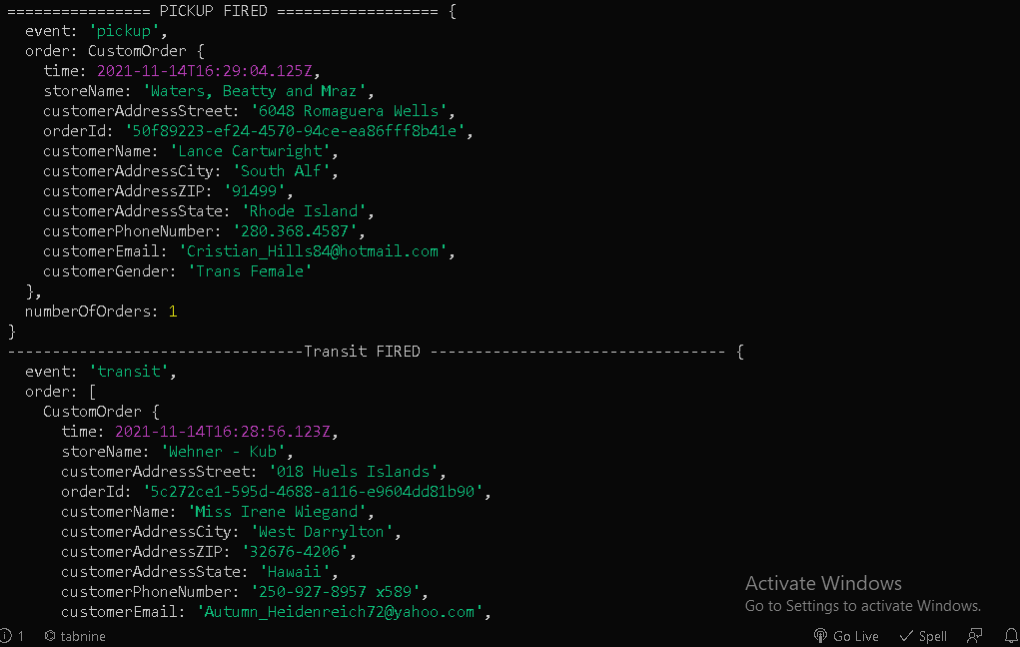 ================ PICKUP FIRED ================== {
  event: 'pickup',
  order: CustomOrder {
    time: 2021-11-14T16:29:04.125Z,
    storeName: 'Waters, Beatty and Mraz',
    customerAddressStreet: '6048 Romaguera Wells',
    orderId: '50f89223-ef24-4570-94ce-ea86fff8b41e',
    customerName: 'Lance Cartwright',
    customerAddressCity: 'South Alf',
    customerAddressZIP: '91499',
    customerAddressState: 'Rhode Island',
    customerPhoneNumber: '280.368.4587',
    customerEmail: 'Cristian_Hills84@hotmail.com',
    customerGender: 'Trans Female'
  },
  numberOfOrders: 1
}
---------------------------------Transit FIRED --------------------------------- {
  event: 'transit',
  order: [
    CustomOrder {
      time: 2021-11-14T16:28:56.123Z,
      storeName: 'Wehner - Kub',
      customerAddressStreet: '018 Huels Islands',
      orderId: '5c272ce1-595d-4688-a116-e9604dd81b90',
      customerName: 'Miss Irene Wiegand',
      customerAddressCity: 'West Darrylton',
      customerAddressZIP: '32676-4206',
      customerAddressState: 'Hawaii',
      customerPhoneNumber: '250-927-8957 x589',
      customerEmail: 'Autumn_Heidenreich72@yahoo.com',
Activate Windows
Go to Settings to activate Windows.
1 tabnine Go Live Spell